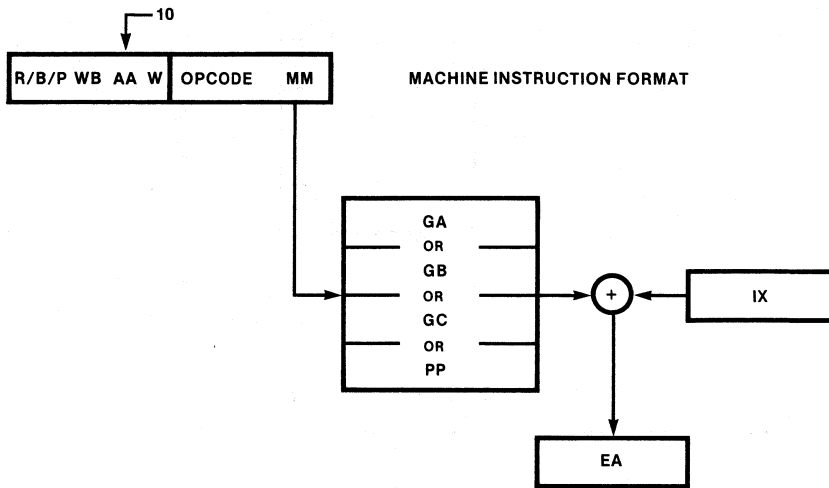 10
R/B/P WB AA W OPCODE MM
MACHINE INSTRUCTION FORMAT
GA
OR
GB
OR
GC
OR
PP
+
IX
EA